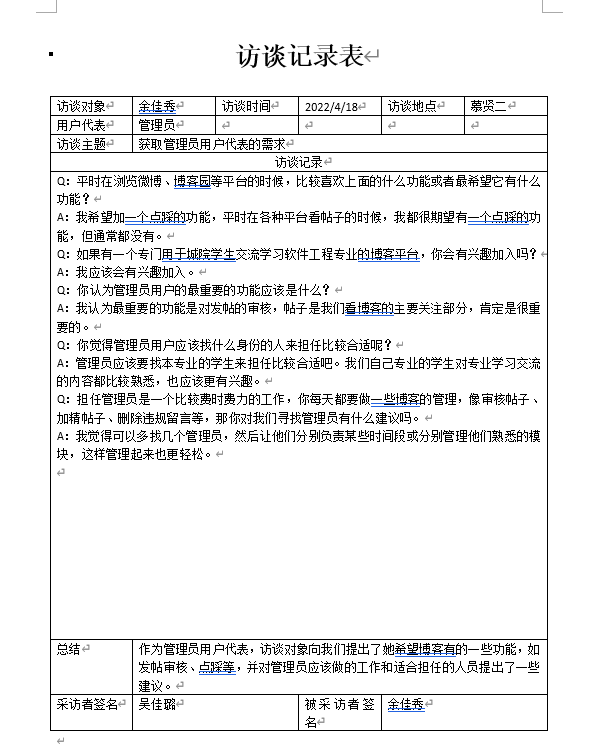 访谈记录表
访谈对象 余佳秀 访谈时间 2022/4/18 访谈地点 慕贤二
用户代表 管理员
访谈主题 获取管理员用户代表的需求
访谈记录
Q：平时在浏览微博、博客园等平台的时候，比较喜欢上面的什么功能或者最希望它有什么
功能？
A：我希望加一个点踩的功能，平时在各种平台看帖子的时候，我都很期望有一个点踩的功
能，但通常都没有。
Q：如果有一个专门用于城院学生交流学习软件工程专业的博客平台，你会有兴趣加入吗？
A：我应该会有兴趣加入。
Q：你认为管理员用户的最重要的功能应该是什么？
A：我认为最重要的功能是对发帖的审核，帖子是我们看博客的主要关注部分，肯定是很重
要的。
Q：你觉得管理员用户应该找什么身份的人来担任比较合适呢？
A：管理员应该要找本专业的学生来担任比较合适吧。我们自己专业的学生对专业学习交流
的内容都比较熟悉，也应该更有兴趣。
Q：担任管理员是一个比较费时费力的工作，你每天都要做一些博客的管理，像审核帖子、
加精帖子、删除违规留言等，那你对我们寻找管理员有什么建议吗。
A：我觉得可以多找几个管理员，然后让他们分别负责某些时间段或分别管理他们熟悉的模
块，这样管理起来也更轻松。
总结 作为管理员用户代表，访谈对象向我们提出了她希望博客有的一些功能，如
发帖审核、点踩等，并对管理员应该做的工作和适合担任的人员提出了一些
建议。
采访者签名 吴佳璐 被采访者签 余佳秀
名